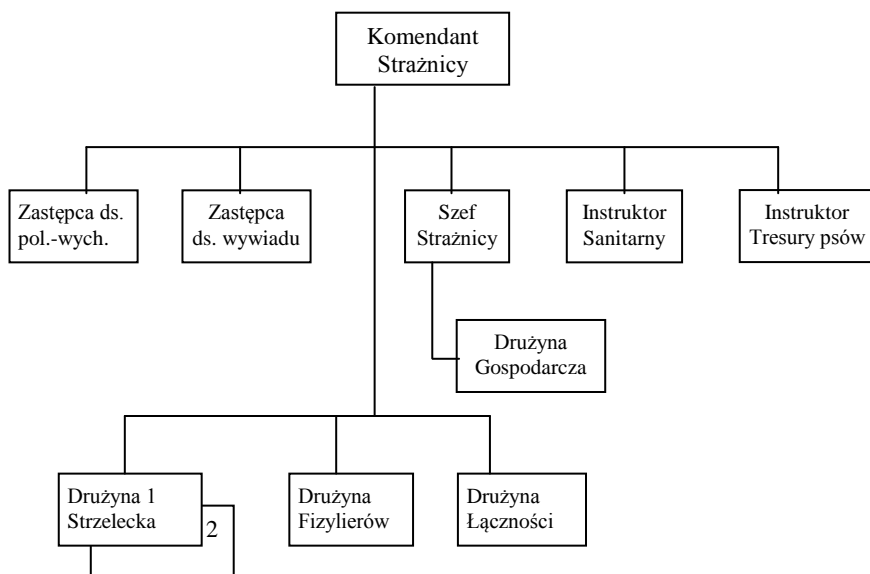 Komendant
Strażnicy
Zastępca ds.
pol.-wych.
Zastępca
ds. wywiadu
Szef
Strażnicy
Instruktor
Sanitarny
Instruktor
Tresury psów
Drużyna
Gospodarcza
Drużyna 1
Strzelecka
2
Drużyna
Fizylierów
Drużyna
Łączności